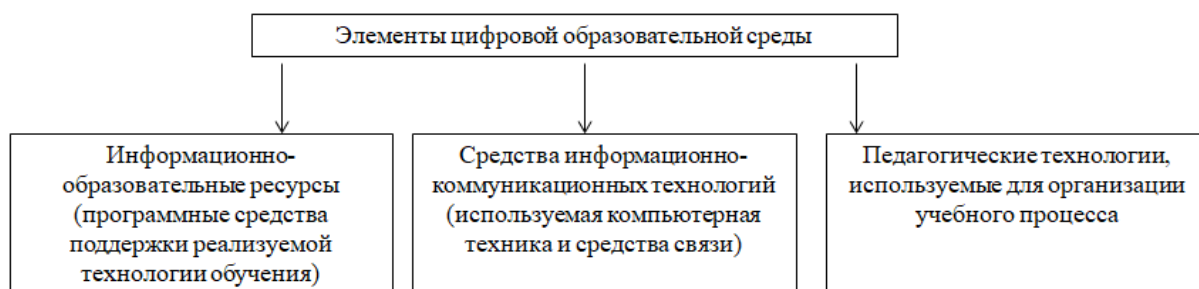 Элементы цифровой образовательной среды
Информационно-
образовательные ресурсы
(программные средства
поддержки реализуемой
технологии обучения)
Средства информационно-
коммуникационных технологий
(используемая компьютерная
техника и средства связи)
Педагогические технологии,
используемые для организации
учебного процесса